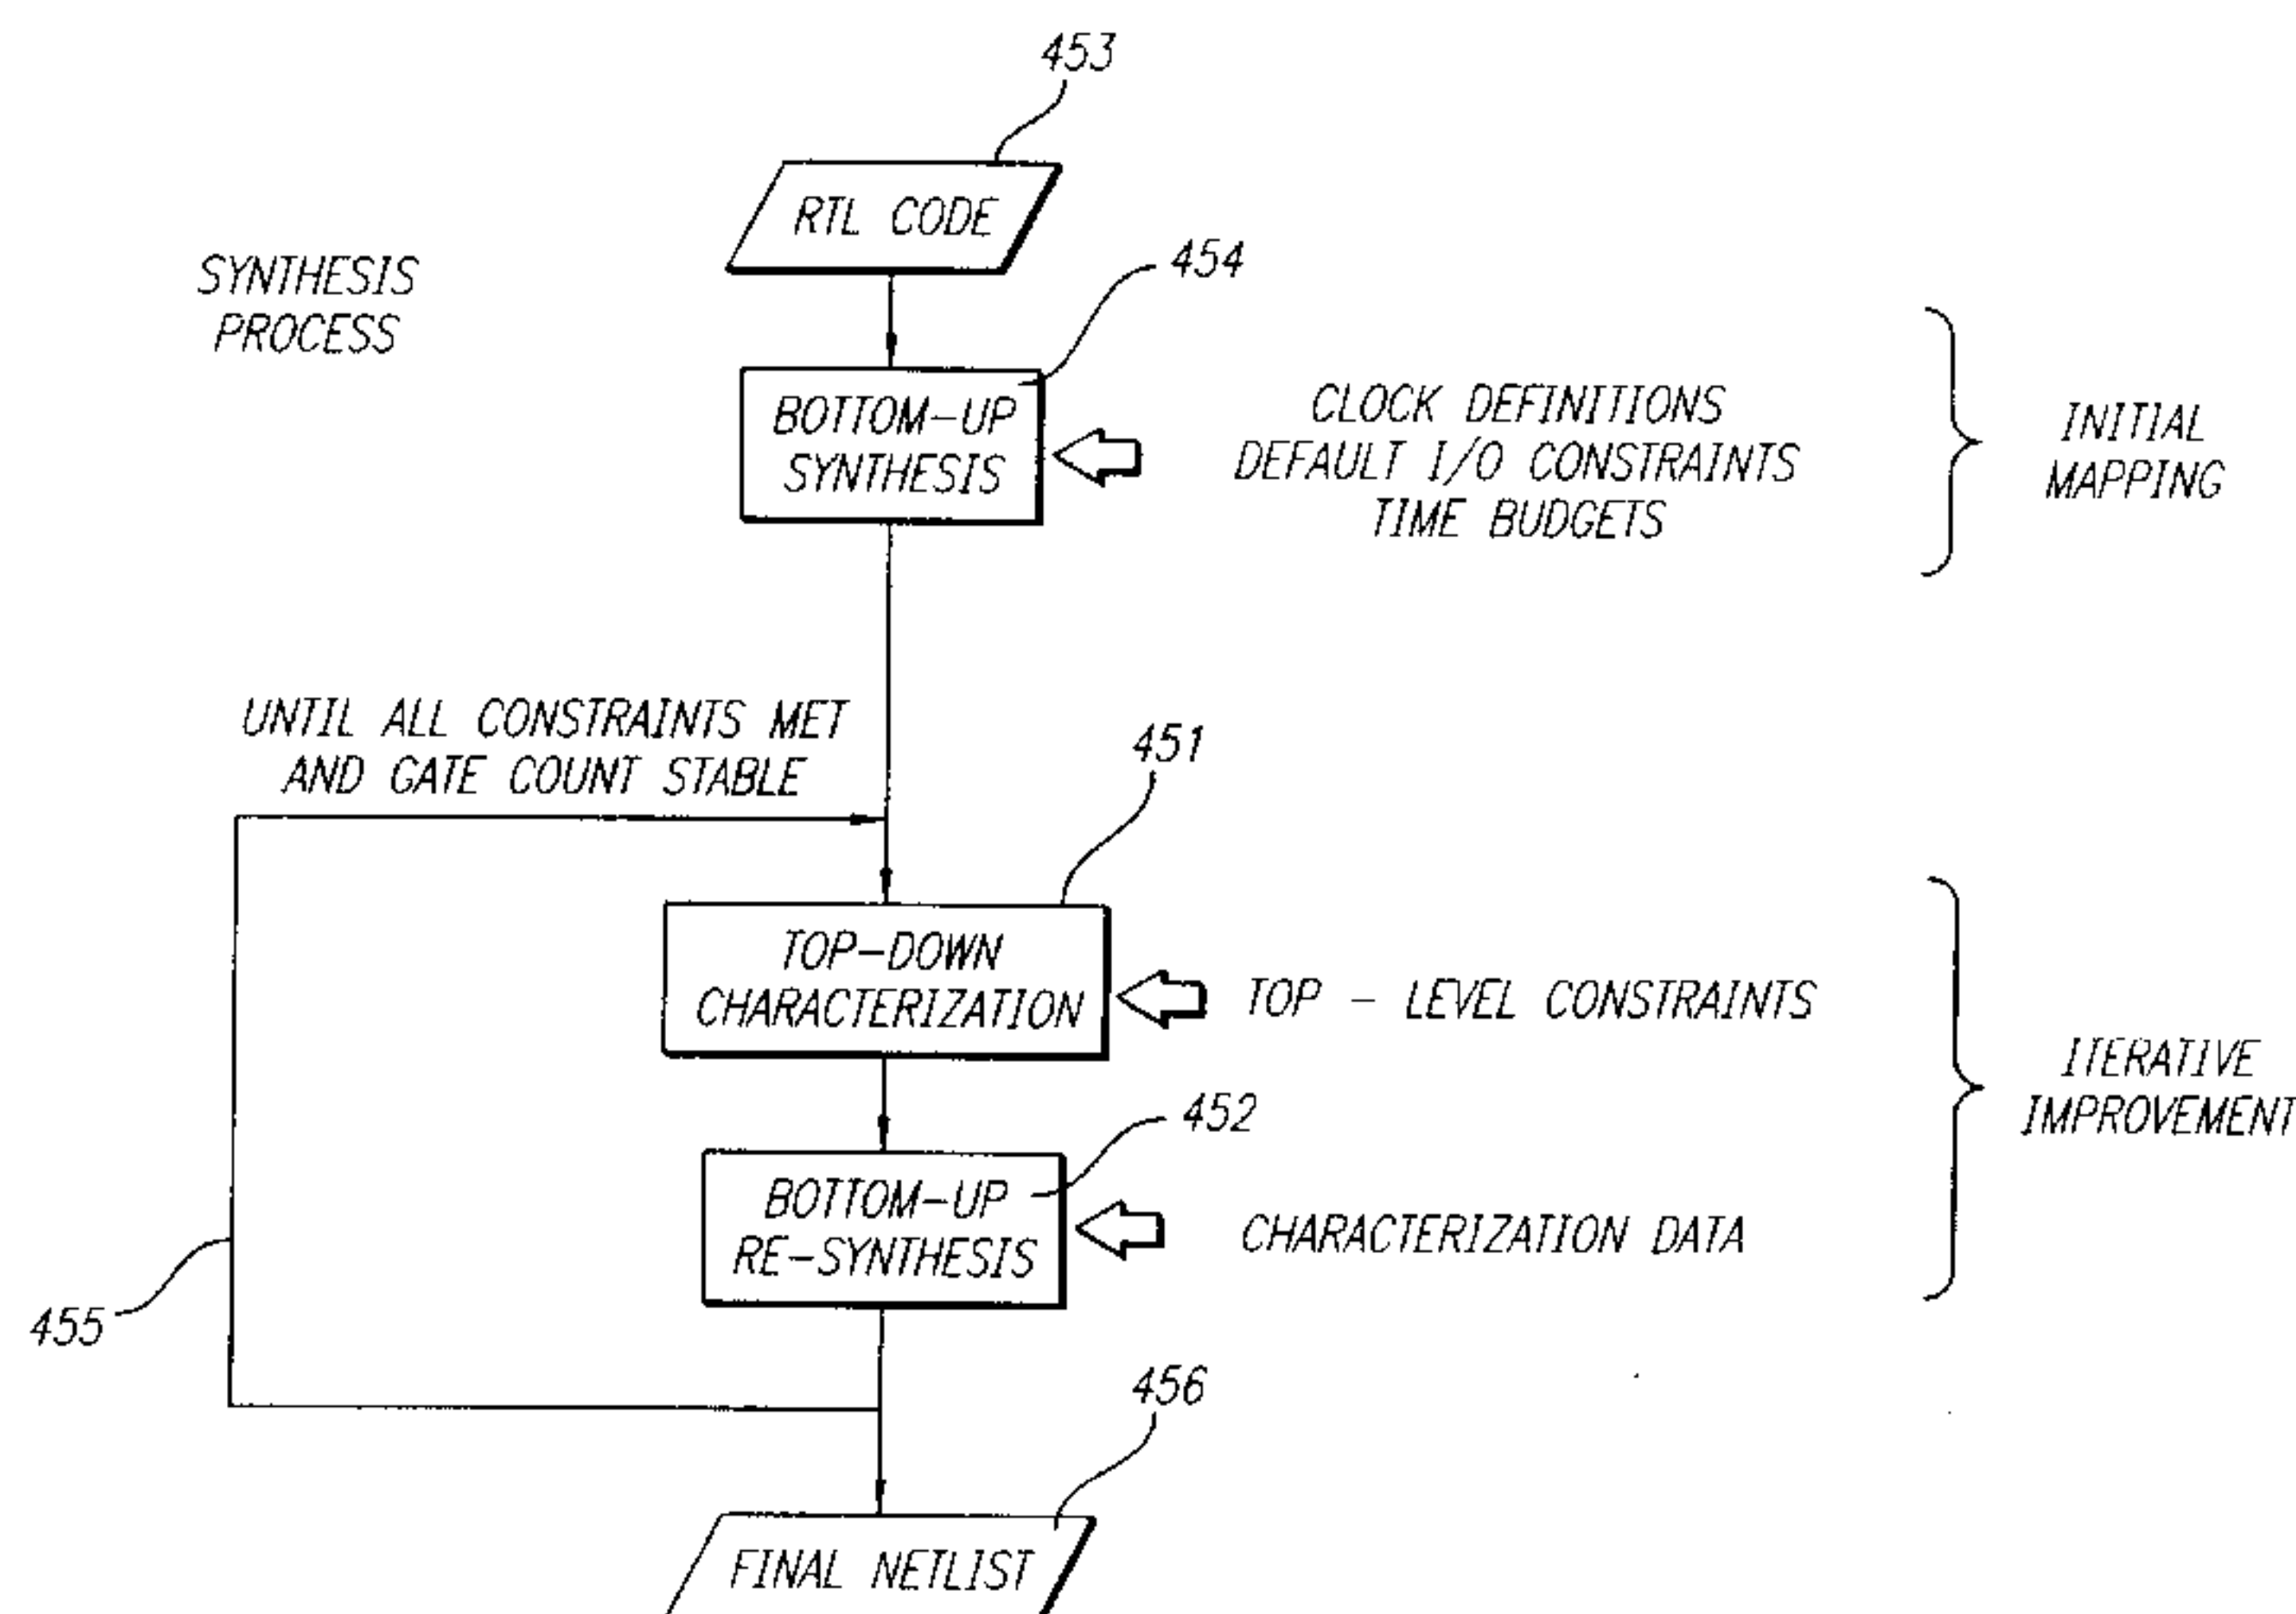 453
RTL CODE
454
SYNTHESIS
PROCESS
BOTTOM-UP
SYNTHESIS
CLOCK DEFINITIONS
DEFAULT I/O CONSTRAINTS
TIME BUDGETS
INITIAL
MAPPING
UNTIL ALL CONSTRAINTS MET
AND GATE COUNT STABLE
451
TOP-DOWN
CHARACTERIZATION
TOP - LEVEL CONSTRAINTS
ITERATIVE
IMPROVEMENT
452
BOTTOM-UP
RE-SYNTHESIS
CHARACTERIZATION DATA
455
456
FINAL NETLIST